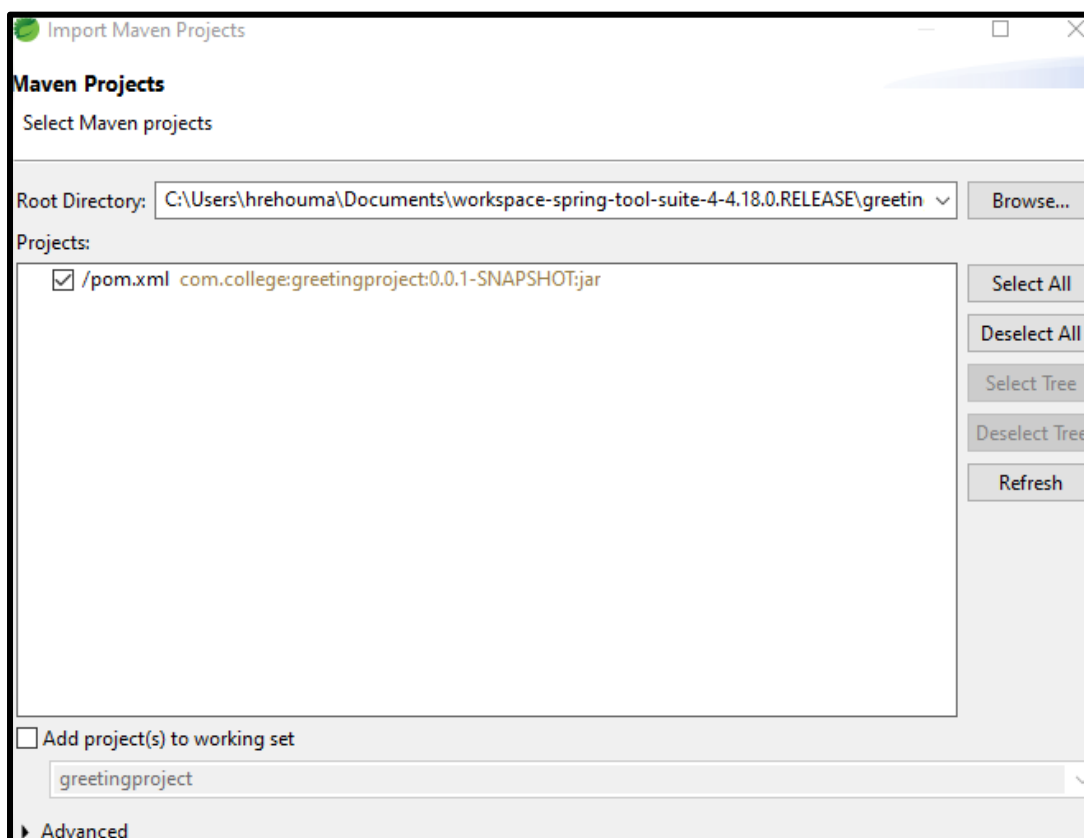 Import Maven Projects
Maven Projects
Select Maven projects
Root Directory: C:\Users\hrehouma\Documents\workspace-spring-tool-suite-4-4.18.0.RELEASE\greetin Browse...
Projects:
/pom.xml com.college:greetingproject:0.0.1-SNAPSHOT:jar
Select All
Deselect All
Select Tree
Deselect Tree
Refresh
Add project(s) to working set
greetingproject
Advanced